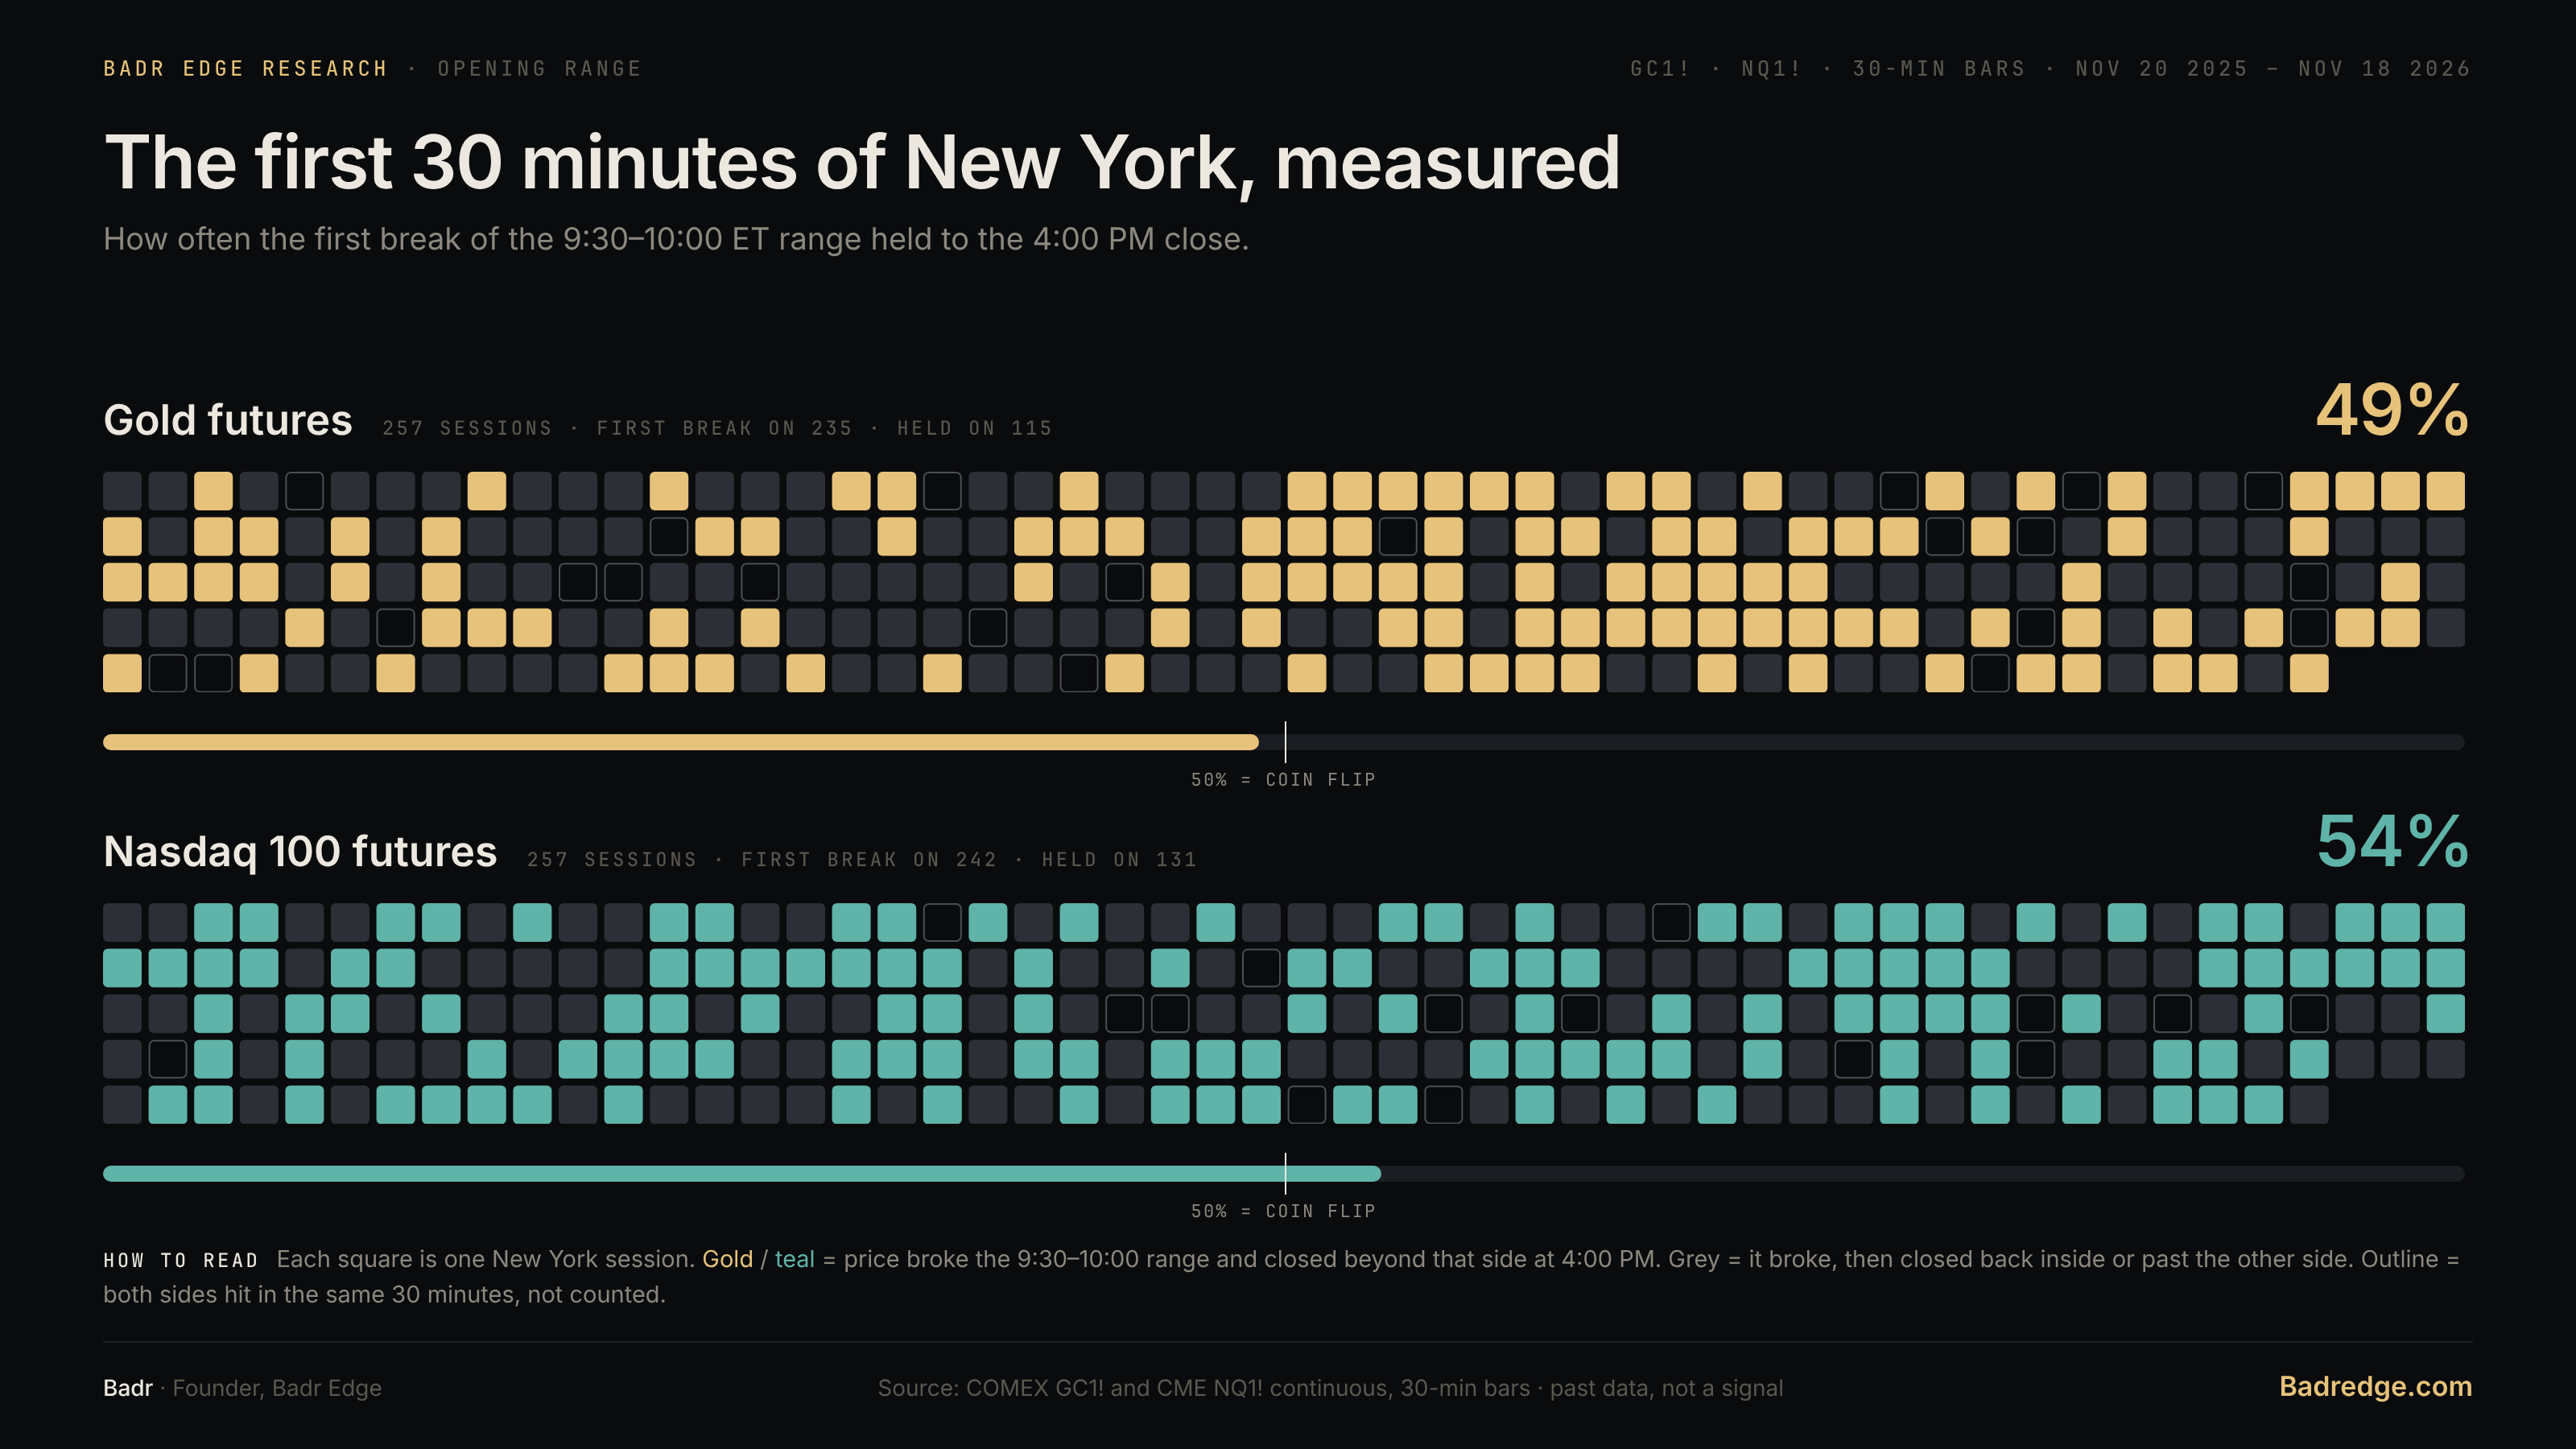 BADR EDGE RESEARCH · OPENING RANGE
GC1! · NQ1! · 30-MIN BARS · NOV 20 2025 – NOV 18 2026
The first 30 minutes of New York, measured
How often the first break of the 9:30–10:00 ET range held to the 4:00 PM close.
Gold futures 257 SESSIONS · FIRST BREAK ON 235 · HELD ON 115
49%
50% = COIN FLIP
Nasdaq 100 futures 257 SESSIONS · FIRST BREAK ON 242 · HELD ON 131
54%
50% = COIN FLIP
HOW TO READ Each square is one New York session. Gold / teal = price broke the 9:30–10:00 range and closed beyond that side at 4:00 PM. Grey = it broke, then closed back inside or past the other side. Outline =
both sides hit in the same 30 minutes, not counted.
Badr · Founder, Badr Edge
Source: COMEX GC1! and CME NQ1! continuous, 30-min bars · past data, not a signal
Badredge.com